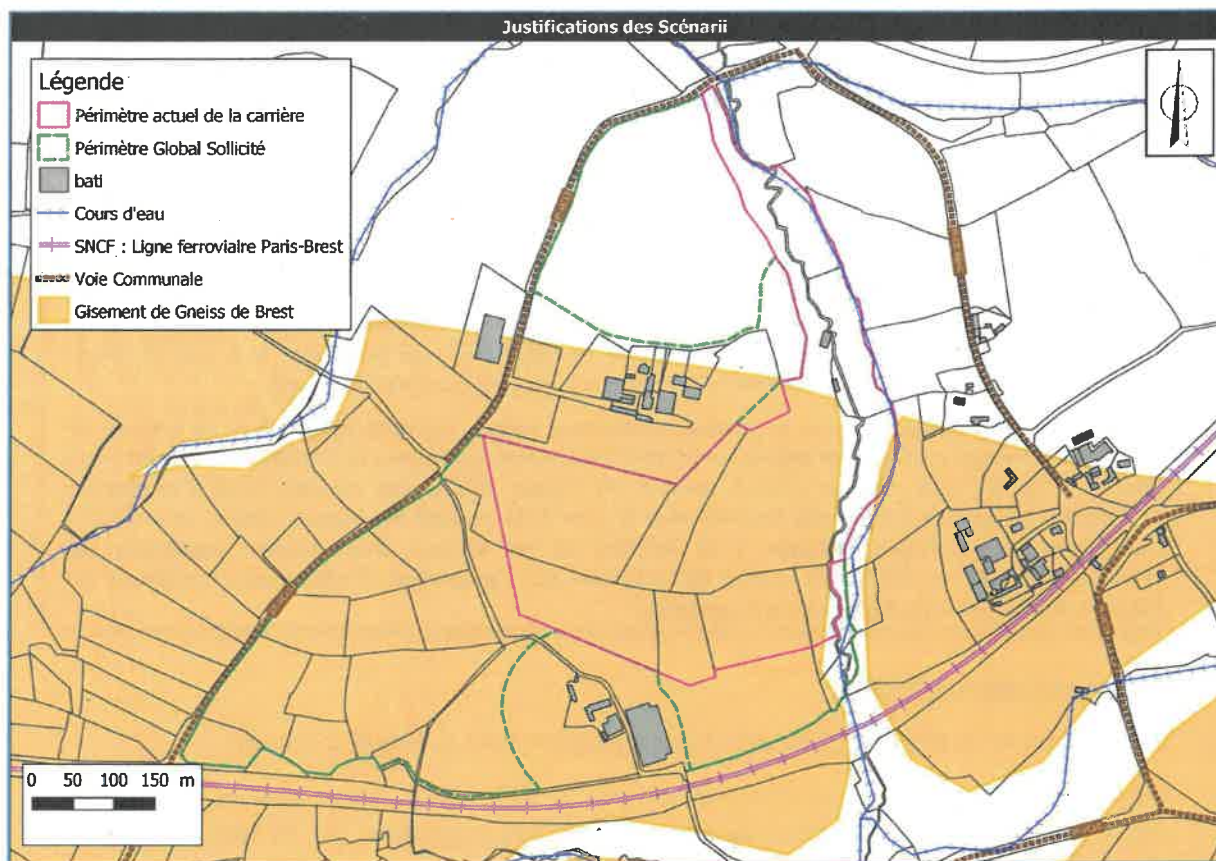 Justifications des Scénarii
Légende
Périmètre actuel de la carrière
Périmètre Global Sollicité
bati
Cours d'eau
SNCF : Ligne ferroviaire Paris-Brest
Voie Communale
Gisement de Gneiss de Brest
0 50 100 150 m